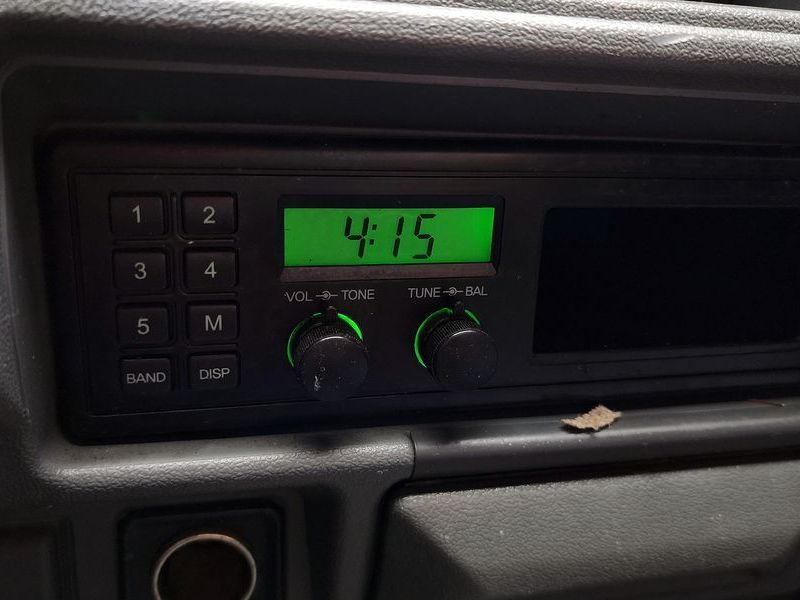 1 2
4:15
3 4
VOL TONE TUNE BAL
5 M
BAND DISP